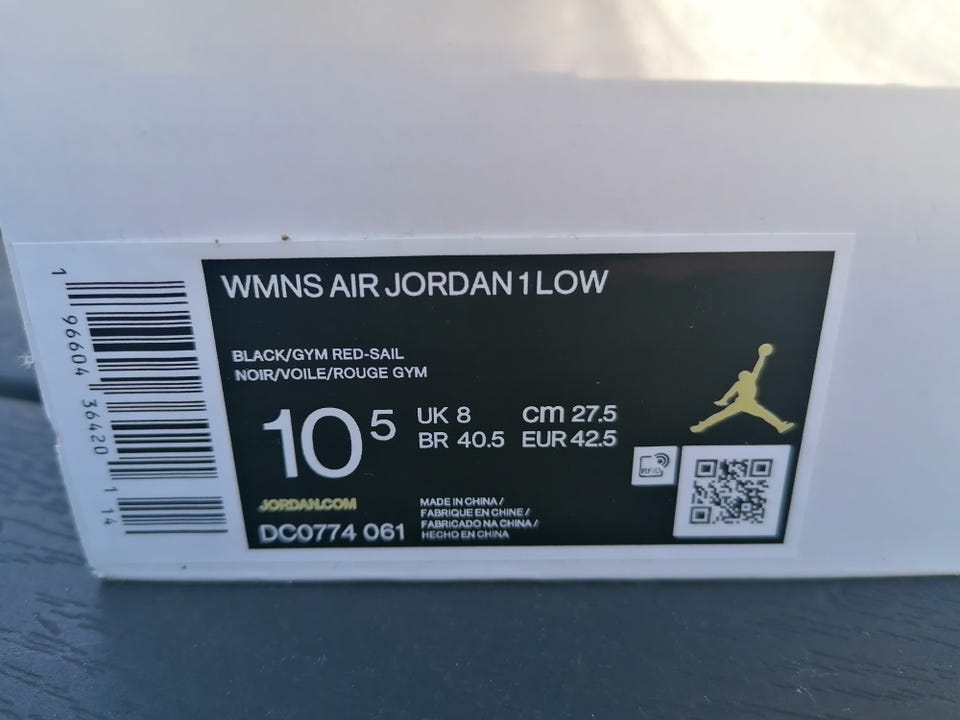 WMNS AIR JORDAN 1 LOW
BLACK/GYM RED-SAIL
NOIR/VOILE/ROUGE GYM
10 5
UK 8 cm 27.5
BR 40.5 EUR 42.5
RFID
JORDAN.COM
DC0774 061
MADE IN CHINA /
FABRIQUE EN CHINE /
FABRICADO NA CHINA /
HECHO EN CHINA
1 96604 36420 1 14